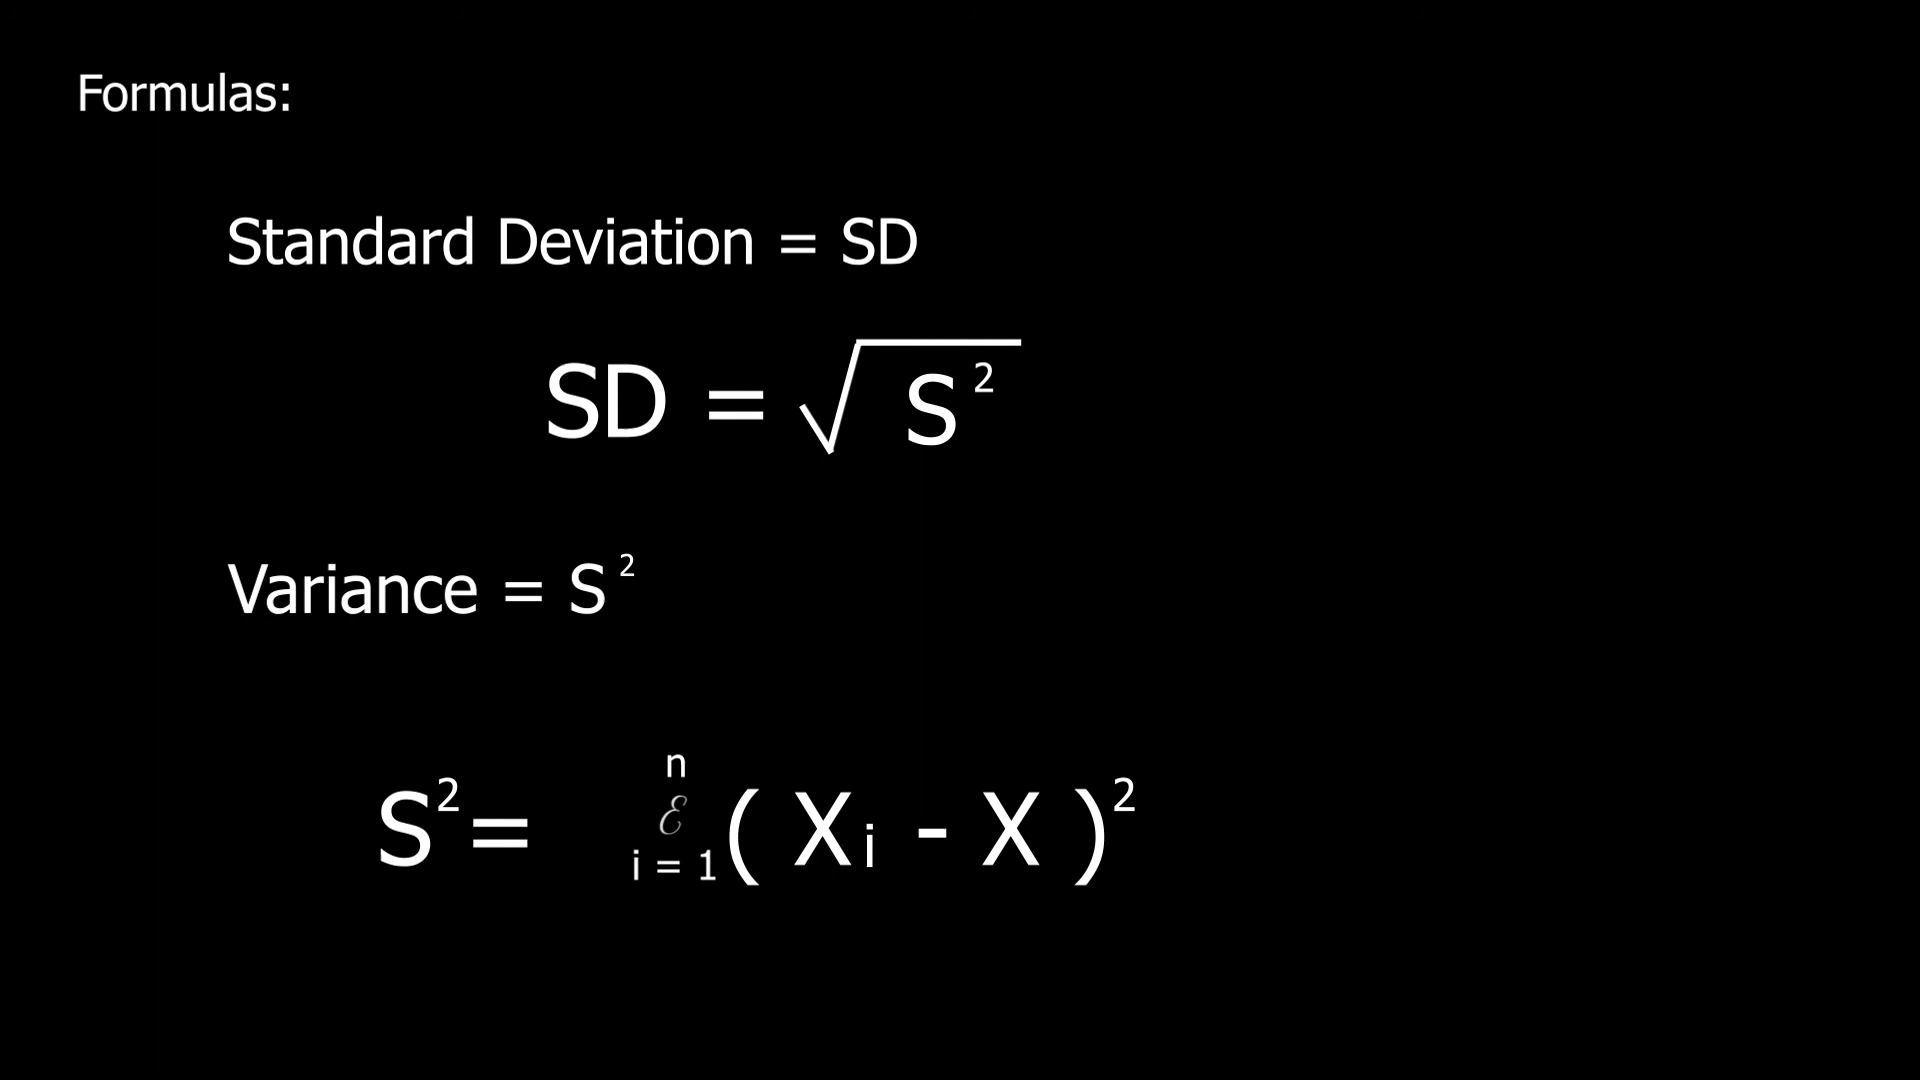 Formulas:
Standard Deviation = SD
SD = √S²
Variance = S²
n
S² = ℰ ( Xi - X )²
i = 1